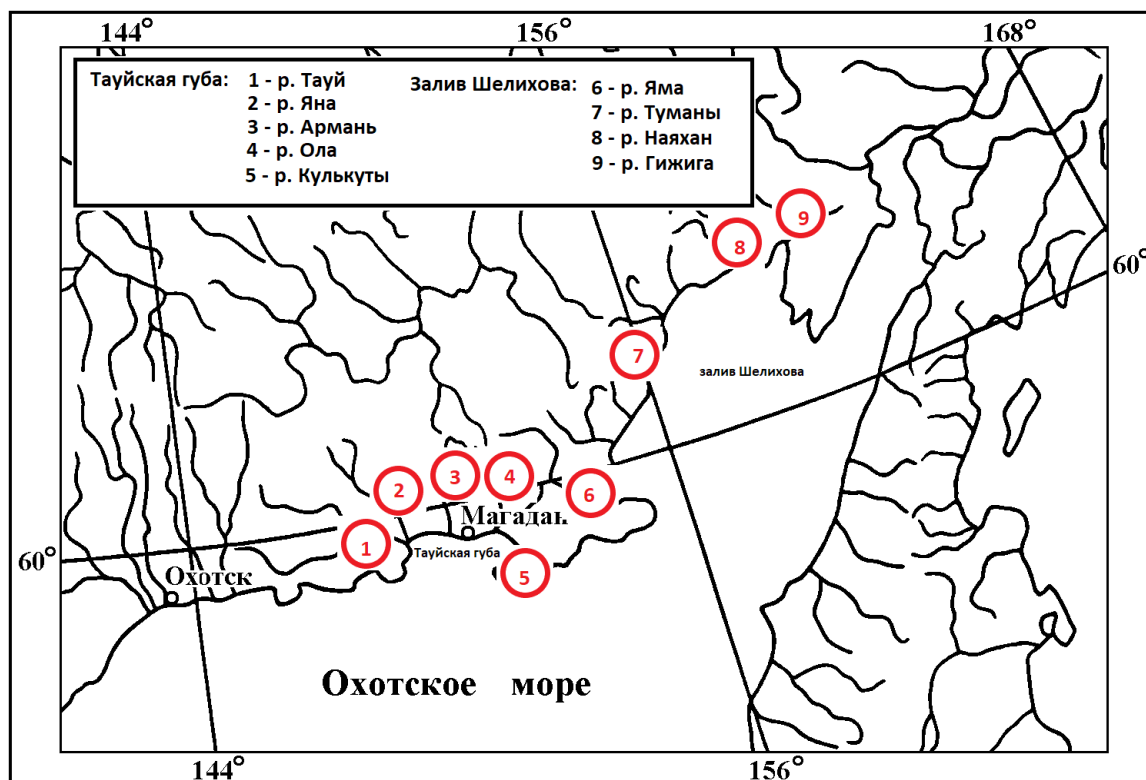 144° 156° 168°
Тауйская губа: 1 - р. Тауй
2 - р. Яна
3 - р. Армань
4 - р. Ола
5 - р. Кулькуты
Залив Шелихова: 6 - р. Яма
7 - р. Туманы
8 - р. Наяхан
9 - р. Гижига
9
8
60°
7
залив Шелихова
3
4
2
6
Магадан
1
Тауйская губа
60°
5
Охотск
Охотское море
144° 156°